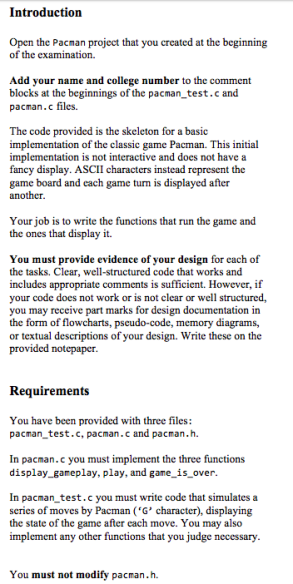 Introduction
Open the Pacman project that you created at the beginning
of the examination.
Add your name and college number to the comment
blocks at the beginnings of the pacman_test.c and
pacman.c files.
The code provided is the skeleton for a basic
implementation of the classic game Pacman. This initial
implementation is not interactive and does not have a
fancy display. ASCII characters instead represent the
game board and each game turn is displayed after
another.
Your job is to write the functions that run the game and
the ones that display it.
You must provide evidence of your design for each of
the tasks. Clear, well-structured code that works and
includes appropriate comments is sufficient. However, if
your code does not work or is not clear or well structured,
you may receive part marks for design documentation in
the form of flowcharts, pseudo-code, memory diagrams,
or textual descriptions of your design. Write these on the
provided notepaper.
Requirements
You have been provided with three files:
pacman_test.c, pacman.c and pacman.h.
In pacman.c you must implement the three functions
display_gameplay, play, and game_is_over.
In pacman_test.c you must write code that simulates a
series of moves by Pacman (‘G’ character), displaying
the state of the game after each move. You may also
implement any other functions that you judge necessary.
You must not modify pacman.h.